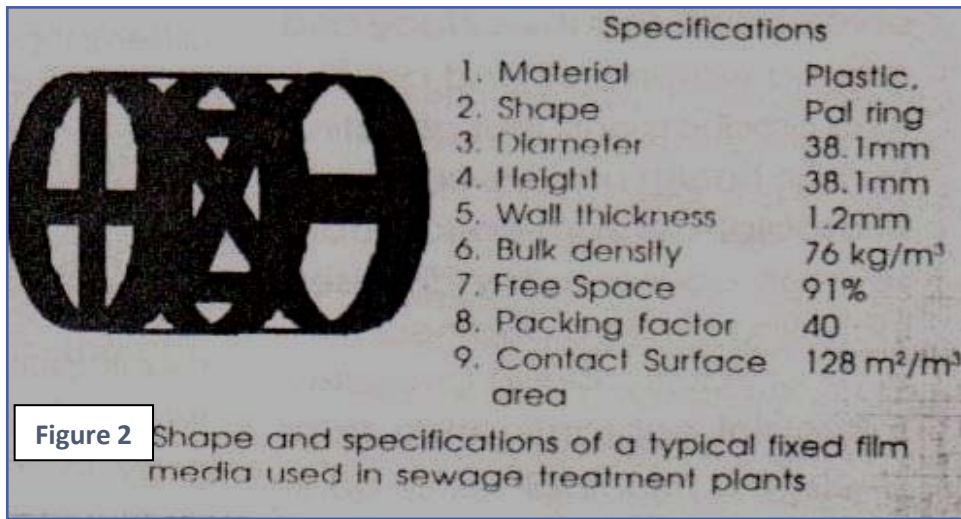 Specifications
1. Material Plastic.
2. Shape Pal ring
3. Diameter 38.1mm
4. Height 38.1mm
5. Wall thickness 1.2mm
6. Bulk density 76 kg/m³
7. Free Space 91%
8. Packing factor 40
9. Contact Surface 128 m²/m³
area
Figure 2
Shape and specifications of a typical fixed film
media used in sewage treatment plants